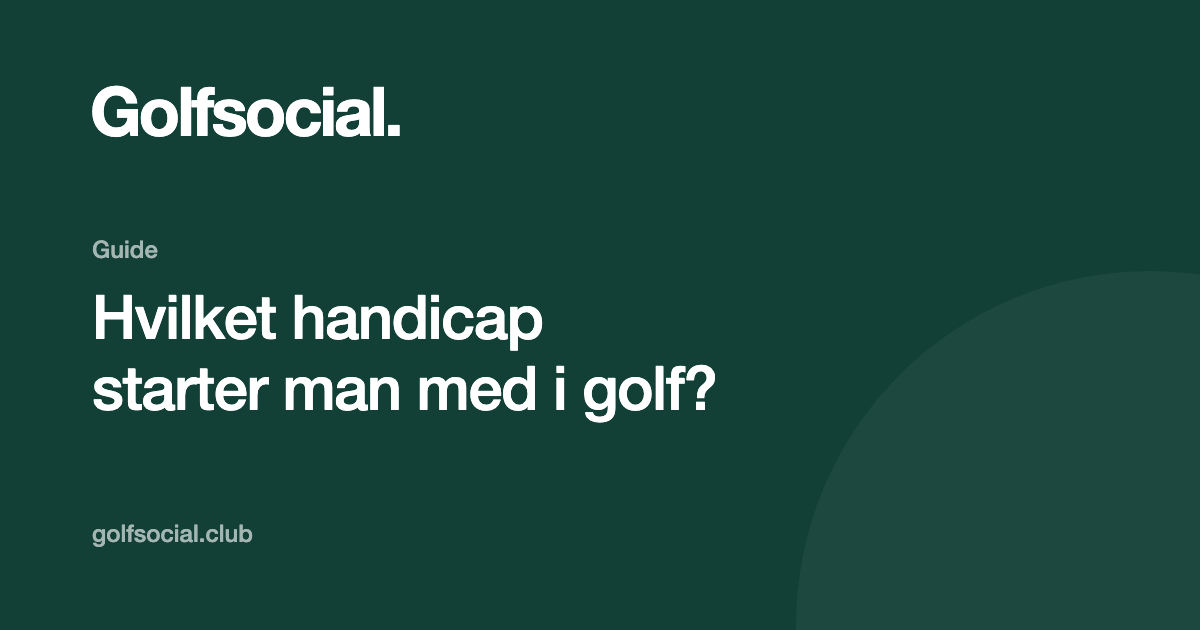 Golfsocial.
Guide
Hvilket handicap
starter man med i golf?
golfsocial.club